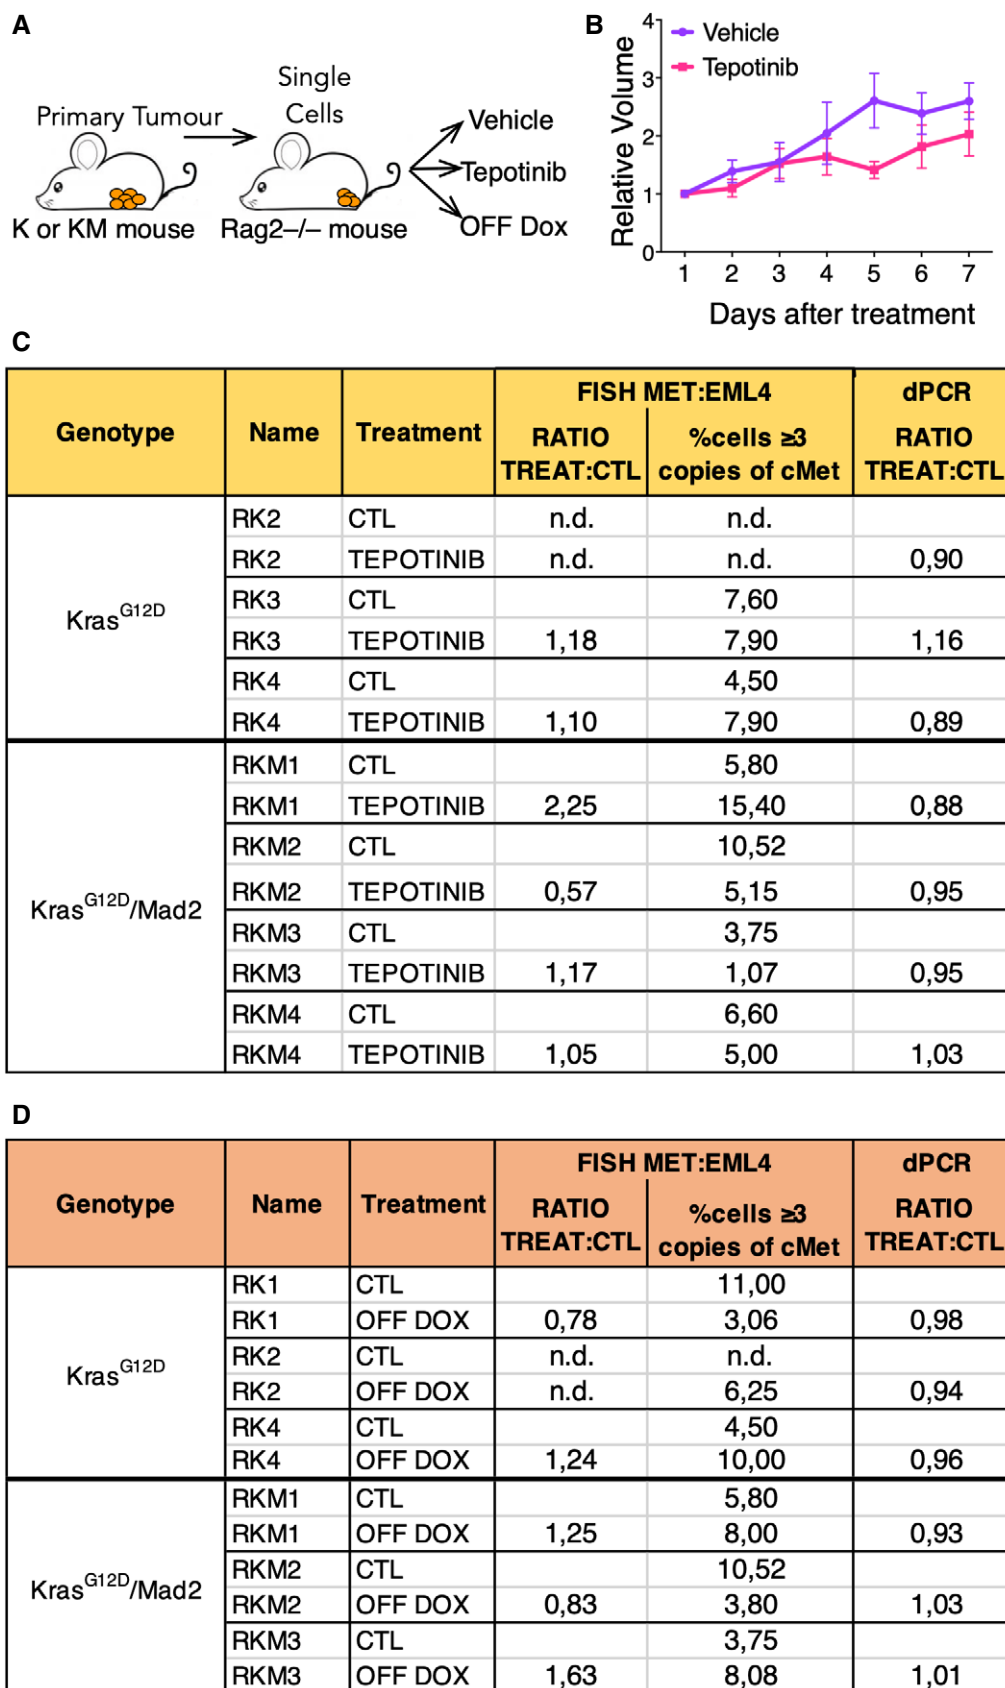 A
Primary Tumour
Single
Cells
Vehicle
Tepotinib
OFF Dox
K or KM mouse
Rag2–/– mouse
B
Relative Volume
4
3
2
1
0
Vehicle
Tepotinib
1 2 3 4 5 6 7
Days after treatment
C
Genotype Name Treatment FISH MET:EML4 dPCR
RATIO TREAT:CTL %cells ≥3 copies of cMet RATIO TREAT:CTL
Kras^G12D
RK2 CTL n.d. n.d.
RK2 TEPOTINIB n.d. n.d. 0,90
RK3 CTL 7,60
RK3 TEPOTINIB 1,18 7,90 1,16
RK4 CTL 4,50
RK4 TEPOTINIB 1,10 7,90 0,89
Kras^G12D/Mad2
RKM1 CTL 5,80
RKM1 TEPOTINIB 2,25 15,40 0,88
RKM2 CTL 10,52
RKM2 TEPOTINIB 0,57 5,15 0,95
RKM3 CTL 3,75
RKM3 TEPOTINIB 1,17 1,07 0,95
RKM4 CTL 6,60
RKM4 TEPOTINIB 1,05 5,00 1,03
D
Genotype Name Treatment FISH MET:EML4 dPCR
RATIO TREAT:CTL %cells ≥3 copies of cMet RATIO TREAT:CTL
Kras^G12D
RK1 CTL 11,00
RK1 OFF DOX 0,78 3,06 0,98
RK2 CTL n.d. n.d.
RK2 OFF DOX n.d. 6,25 0,94
RK4 CTL 4,50
RK4 OFF DOX 1,24 10,00 0,96
Kras^G12D/Mad2
RKM1 CTL 5,80
RKM1 OFF DOX 1,25 8,00 0,93
RKM2 CTL 10,52
RKM2 OFF DOX 0,83 3,80 1,03
RKM3 CTL 3,75
RKM3 OFF DOX 1,63 8,08 1,01